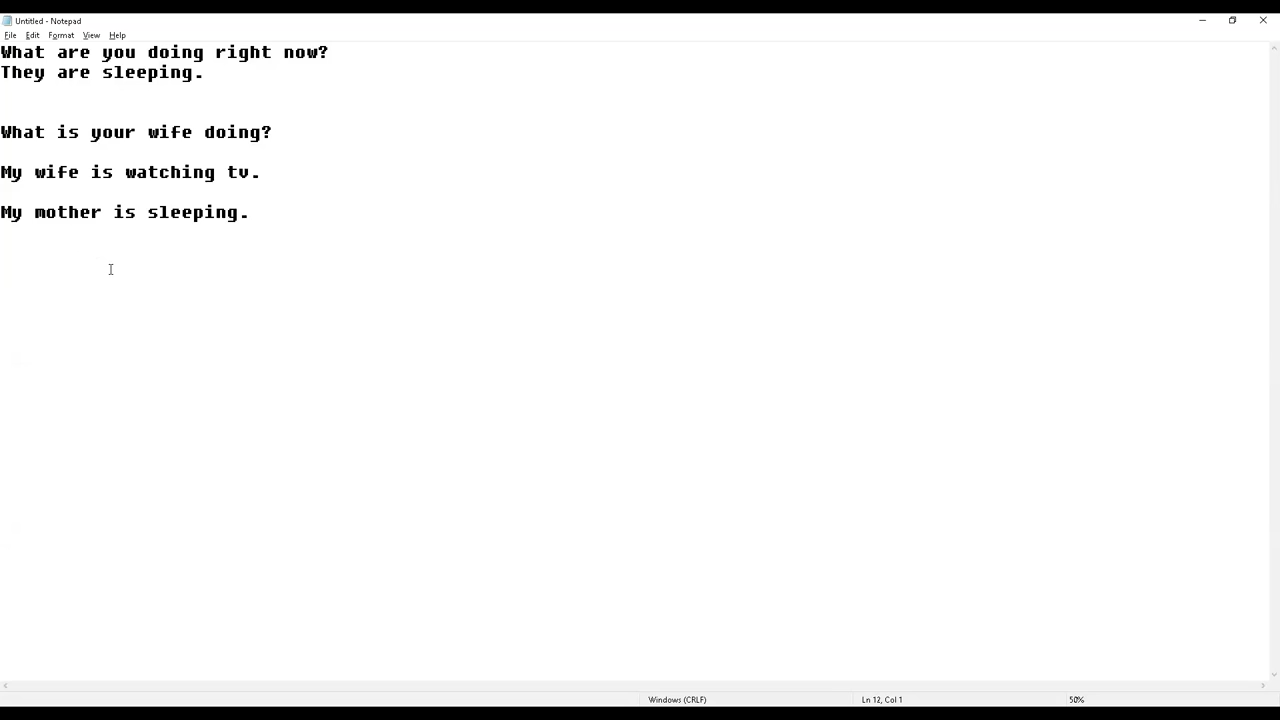 Untitled - Notepad
File Edit Format View Help
What are you doing right now?
They are sleeping.
What is your wife doing?
My wife is watching tv.
My mother is sleeping.
Windows (CRLF) Ln 12, Col 1 50%